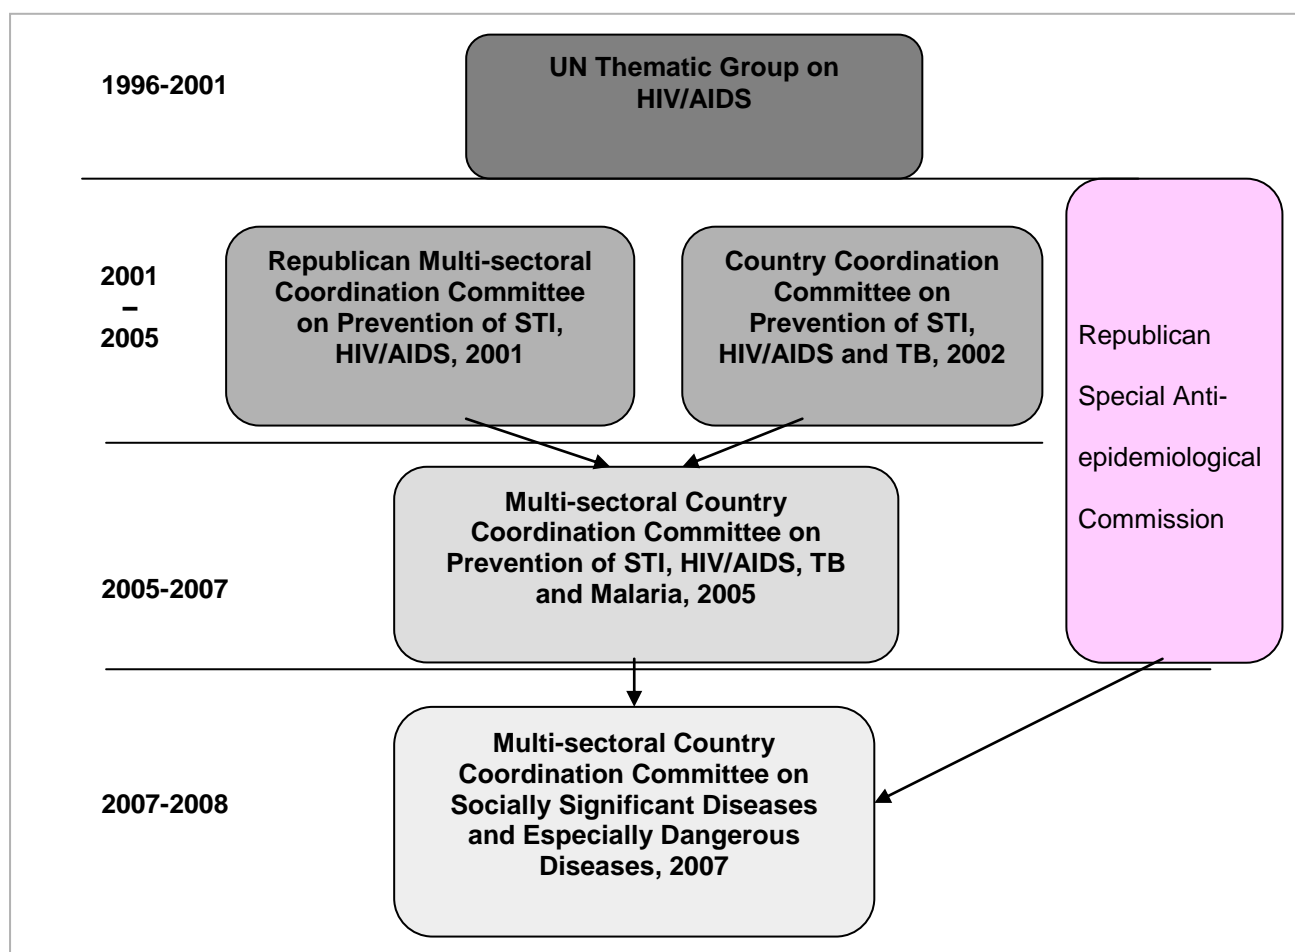 1996-2001
UN Thematic Group on
HIV/AIDS
2001
–
2005
Republican Multi-sectoral
Coordination Committee
on Prevention of STI,
HIV/AIDS, 2001
Country Coordination
Committee on
Prevention of STI,
HIV/AIDS and TB, 2002
Republican
Special Anti-
epidemiological
Commission
2005-2007
Multi-sectoral Country
Coordination Committee on
Prevention of STI, HIV/AIDS, TB
and Malaria, 2005
2007-2008
Multi-sectoral Country
Coordination Committee on
Socially Significant Diseases
and Especially Dangerous
Diseases, 2007